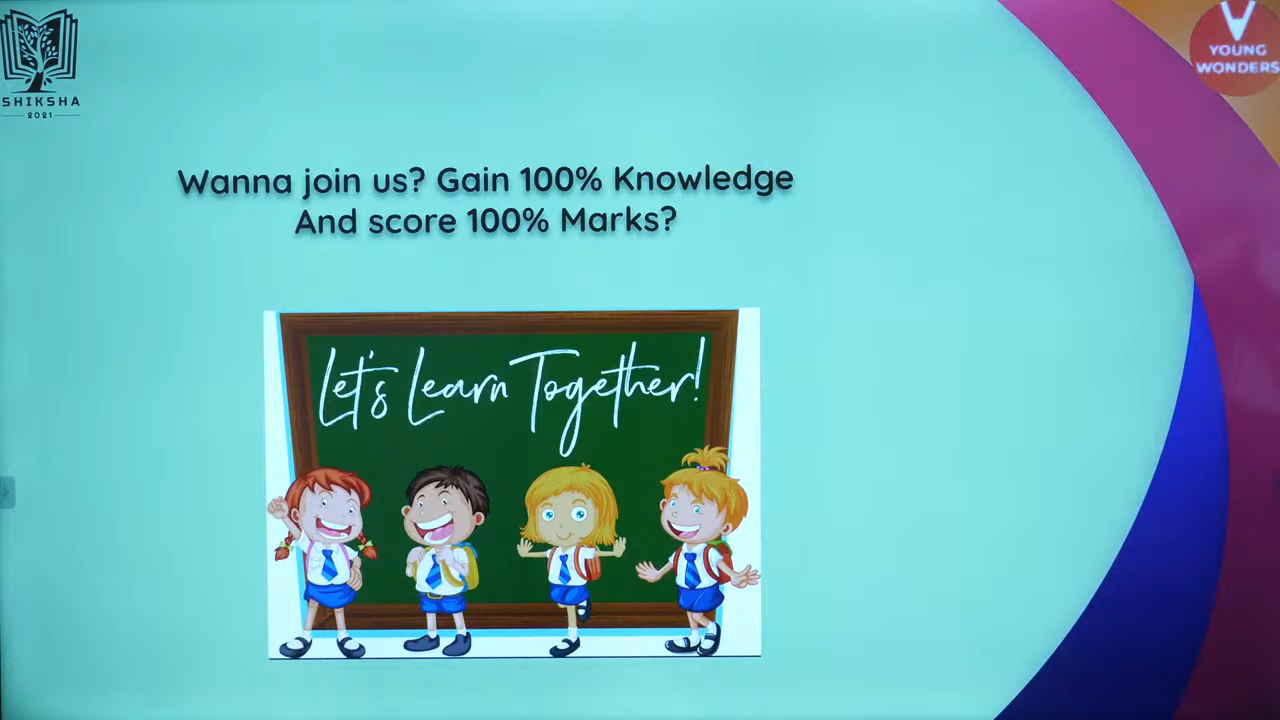 SHIKSHA
2021
YOUNG
WONDERS
Wanna join us? Gain 100% Knowledge
And score 100% Marks?
Let's Learn Together!